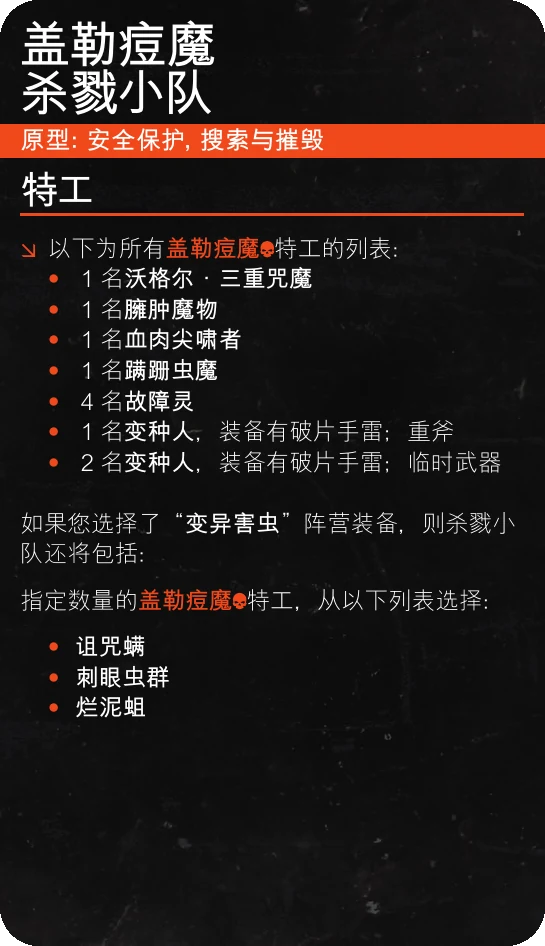 盖勒痘魔
杀戮小队
原型: 安全保护, 搜索与摧毁
特工
以下为所有盖勒痘魔特工的列表:
• 1 名沃格尔 · 三重咒魔
• 1 名臃肿魔物
• 1 名血肉尖啸者
• 1 名蹒跚虫魔
• 4 名故障灵
• 1 名变种人，装备有破片手雷；重斧
• 2 名变种人，装备有破片手雷；临时武器
如果您选择了“变异害虫”阵营装备，则杀戮小
队还将包括:
指定数量的盖勒痘魔特工，从以下列表选择:
• 诅咒螨
• 刺眼虫群
• 烂泥蛆